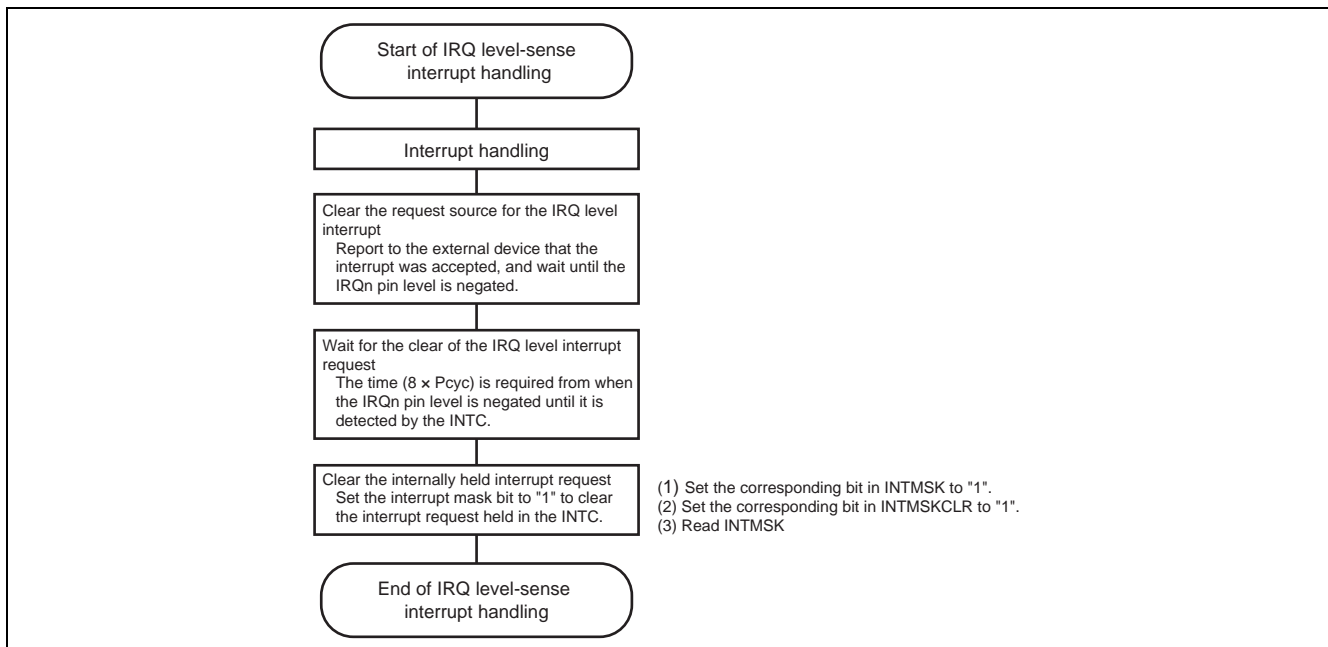 Start of IRQ level-sense
interrupt handling
Interrupt handling
Clear the request source for the IRQ level
interrupt
Report to the external device that the
interrupt was accepted, and wait until the
IRQn pin level is negated.
Wait for the clear of the IRQ level interrupt
request
The time (8 × Pcyc) is required from when
the IRQn pin level is negated until it is
detected by the INTC.
Clear the internally held interrupt request
Set the interrupt mask bit to "1" to clear
the interrupt request held in the INTC.
(1) Set the corresponding bit in INTMSK to "1".
(2) Set the corresponding bit in INTMSKCLR to "1".
(3) Read INTMSK
End of IRQ level-sense
interrupt handling